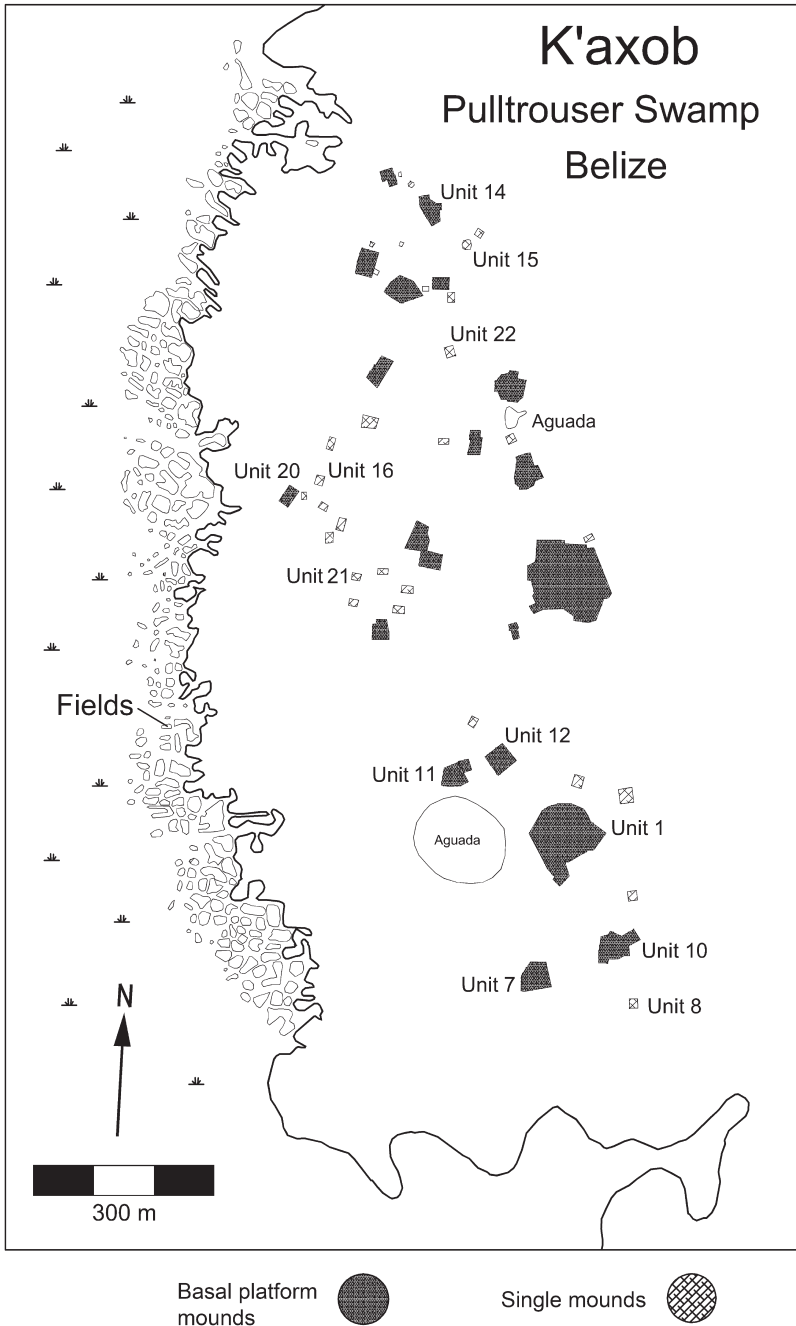 K'axob
Pulltrouser Swamp
Belize
Unit 14
Unit 15
Unit 22
Aguada
Unit 20
Unit 16
Unit 21
Fields
Unit 12
Unit 11
Aguada
Unit 1
Unit 10
Unit 7
Unit 8
N
300 m
Basal platform
mounds
Single mounds